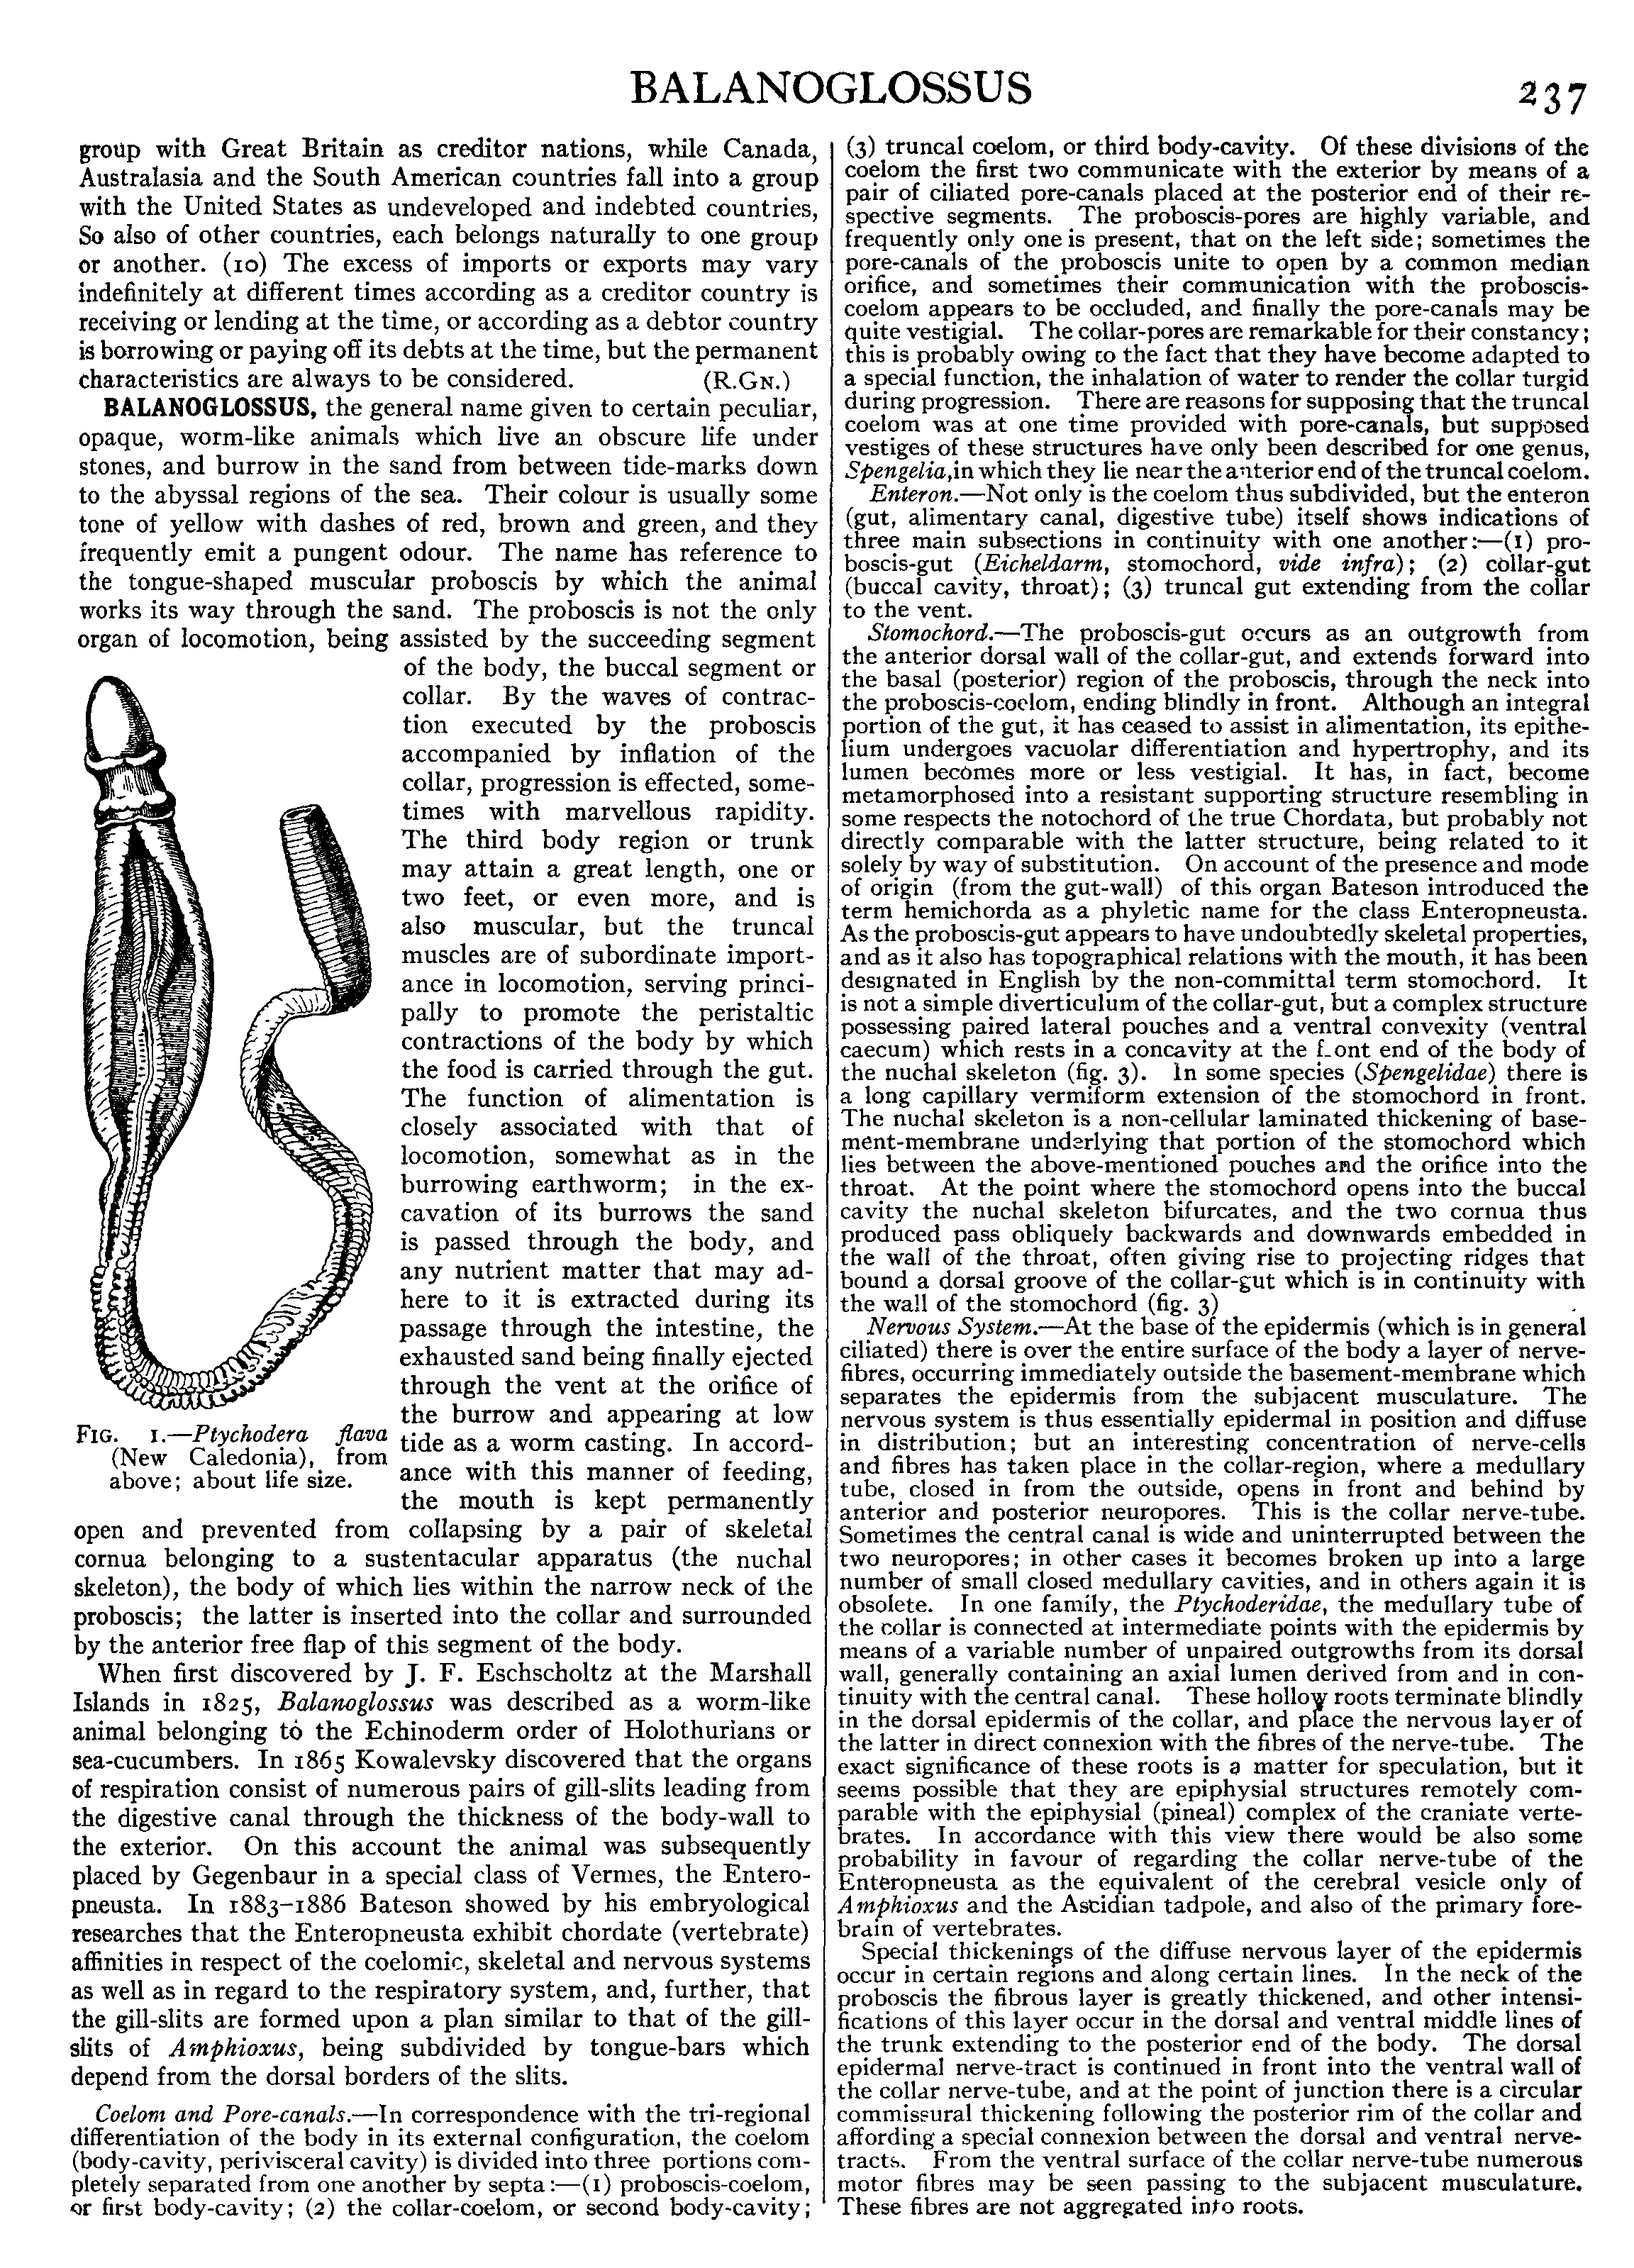 BALANOGLOSSUS
237
group with Great Britain as creditor nations, while Canada,
Australasia and the South American countries fall into a group
with the United States as undeveloped and indebted countries,
So also of other countries, each belongs naturally to one group
or another. (10) The excess of imports or exports may vary
indefinitely at different times according as a creditor country is
receiving or lending at the time, or according as a debtor country
is borrowing or paying off its debts at the time, but the permanent
characteristics are always to be considered. (R.GN.)
BALANOGLOSSUS, the general name given to certain peculiar,
opaque, worm-like animals which live an obscure life under
stones, and burrow in the sand from between tide-marks down
to the abyssal regions of the sea. Their colour is usually some
tone of yellow with dashes of red, brown and green, and they
frequently emit a pungent odour. The name has reference to
the tongue-shaped muscular proboscis by which the animal
works its way through the sand. The proboscis is not the only
organ of locomotion, being assisted by the succeeding segment
of the body, the buccal segment or
collar. By the waves of contrac-
tion executed by the proboscis
accompanied by inflation of the
collar, progression is effected, some-
times with marvellous rapidity.
The third body region or trunk
may attain a great length, one or
two feet, or even more, and is
also muscular, but the truncal
muscles are of subordinate import-
ance in locomotion, serving princi-
pally to promote the peristaltic
contractions of the body by which
the food is carried through the gut.
The function of alimentation is
closely associated with that of
locomotion, somewhat as in the
burrowing earthworm; in the ex-
cavation of its burrows the sand
is passed through the body, and
any nutrient matter that may ad-
here to it is extracted during its
passage through the intestine, the
exhausted sand being finally ejected
through the vent at the orifice of
the burrow and appearing at low
tide as a worm casting. In accord-
ance with this manner of feeding,
the mouth is kept permanently
FIG. 1.—Ptychodera flava
(New Caledonia), from
above; about life size.
open and prevented from collapsing by a pair of skeletal
cornua belonging to a sustentacular apparatus (the nuchal
skeleton), the body of which lies within the narrow neck of the
proboscis; the latter is inserted into the collar and surrounded
by the anterior free flap of this segment of the body.
When first discovered by J. F. Eschscholtz at the Marshall
Islands in 1825, Balanoglossus was described as a worm-like
animal belonging to the Echinoderm order of Holothurians or
sea-cucumbers. In 1865 Kowalevsky discovered that the organs
of respiration consist of numerous pairs of gill-slits leading from
the digestive canal through the thickness of the body-wall to
the exterior. On this account the animal was subsequently
placed by Gegenbaur in a special class of Vermes, the Entero-
pneusta. In 1883-1886 Bateson showed by his embryological
researches that the Enteropneusta exhibit chordate (vertebrate)
affinities in respect of the coelomic, skeletal and nervous systems
as well as in regard to the respiratory system, and, further, that
the gill-slits are formed upon a plan similar to that of the gill-
slits of Amphioxus, being subdivided by tongue-bars which
depend from the dorsal borders of the slits.
Coelom and Pore-canals.—In correspondence with the tri-regional
differentiation of the body in its external configuration, the coelom
(body-cavity, perivisceral cavity) is divided into three portions com-
pletely separated from one another by septa:—(1) proboscis-coelom,
or first body-cavity; (2) the collar-coelom, or second body-cavity;
(3) truncal coelom, or third body-cavity. Of these divisions of the
coelom the first two communicate with the exterior by means of a
pair of ciliated pore-canals placed at the posterior end of their re-
spective segments. The proboscis-pores are highly variable, and
frequently only one is present, that on the left side; sometimes the
pore-canals of the proboscis unite to open by a common median
orifice, and sometimes their communication with the proboscis-
coelom appears to be occluded, and finally the pore-canals may be
quite vestigial. The collar-pores are remarkable for their constancy;
this is probably owing to the fact that they have become adapted to
a special function, the inhalation of water to render the collar turgid
during progression. There are reasons for supposing that the truncal
coelom was at one time provided with pore-canals, but supposed
vestiges of these structures have only been described for one genus,
Spengelia, in which they lie near the anterior end of the truncal coelom.
Enteron.—Not only is the coelom thus subdivided, but the enteron
(gut, alimentary canal, digestive tube) itself shows indications of
three main subsections in continuity with one another:—(1) pro-
boscis-gut (Eicheldarm, stomochord, vide infra); (2) collar-gut
(buccal cavity, throat); (3) truncal gut extending from the collar
to the vent.
Stomochord.—The proboscis-gut occurs as an outgrowth from
the anterior dorsal wall of the collar-gut, and extends forward into
the basal (posterior) region of the proboscis, through the neck into
the proboscis-coelom, ending blindly in front. Although an integral
portion of the gut, it has ceased to assist in alimentation, its epithe-
lium undergoes vacuolar differentiation and hypertrophy, and its
lumen becomes more or less vestigial. It has, in fact, become
metamorphosed into a resistant supporting structure resembling in
some respects the notochord of the true Chordata, but probably not
directly comparable with the latter structure, being related to it
solely by way of substitution. On account of the presence and mode
of origin (from the gut-wall) of this organ Bateson introduced the
term hemichorda as a phyletic name for the class Enteropneusta.
As the proboscis-gut appears to have undoubtedly skeletal properties,
and as it also has topographical relations with the mouth, it has been
designated in English by the non-committal term stomochord. It
is not a simple diverticulum of the collar-gut, but a complex structure
possessing paired lateral pouches and a ventral convexity (ventral
caecum) which rests in a concavity at the front end of the body of
the nuchal skeleton (fig. 3). In some species (Spengelidae) there is
a long capillary vermiform extension of the stomochord in front.
The nuchal skeleton is a non-cellular laminated thickening of base-
ment-membrane underlying that portion of the stomochord which
lies between the above-mentioned pouches and the orifice into the
throat. At the point where the stomochord opens into the buccal
cavity the nuchal skeleton bifurcates, and the two cornua thus
produced pass obliquely backwards and downwards embedded in
the wall of the throat, often giving rise to projecting ridges that
bound a dorsal groove of the collar-gut which is in continuity with
the wall of the stomochord (fig. 3)
Nervous System.—At the base of the epidermis (which is in general
ciliated) there is over the entire surface of the body a layer of nerve-
fibres, occurring immediately outside the basement-membrane which
separates the epidermis from the subjacent musculature. The
nervous system is thus essentially epidermal in position and diffuse
in distribution; but an interesting concentration of nerve-cells
and fibres has taken place in the collar-region, where a medullary
tube, closed in from the outside, opens in front and behind by
anterior and posterior neuropores. This is the collar nerve-tube.
Sometimes the central canal is wide and uninterrupted between the
two neuropores; in other cases it becomes broken up into a large
number of small closed medullary cavities, and in others again it is
obsolete. In one family, the Ptychoderidae, the medullary tube of
the collar is connected at intermediate points with the epidermis by
means of a variable number of unpaired outgrowths from its dorsal
wall, generally containing an axial lumen derived from and in con-
tinuity with the central canal. These hollow roots terminate blindly
in the dorsal epidermis of the collar, and place the nervous layer of
the latter in direct connexion with the fibres of the nerve-tube. The
exact significance of these roots is a matter for speculation, but it
seems possible that they are epiphysial structures remotely com-
parable with the epiphysial (pineal) complex of the craniate verte-
brates. In accordance with this view there would be also some
probability in favour of regarding the collar nerve-tube of the
Enteropneusta as the equivalent of the cerebral vesicle only of
Amphioxus and the Ascidian tadpole, and also of the primary fore-
brain of vertebrates.
Special thickenings of the diffuse nervous layer of the epidermis
occur in certain regions and along certain lines. In the neck of the
proboscis the fibrous layer is greatly thickened, and other intensi-
fications of this layer occur in the dorsal and ventral middle lines of
the trunk extending to the posterior end of the body. The dorsal
epidermal nerve-tract is continued in front into the ventral wall of
the collar nerve-tube, and at the point of junction there is a circular
commissural thickening following the posterior rim of the collar and
affording a special connexion between the dorsal and ventral nerve-
tracts. From the ventral surface of the collar nerve-tube numerous
motor fibres may be seen passing to the subjacent musculature.
These fibres are not aggregated into roots.